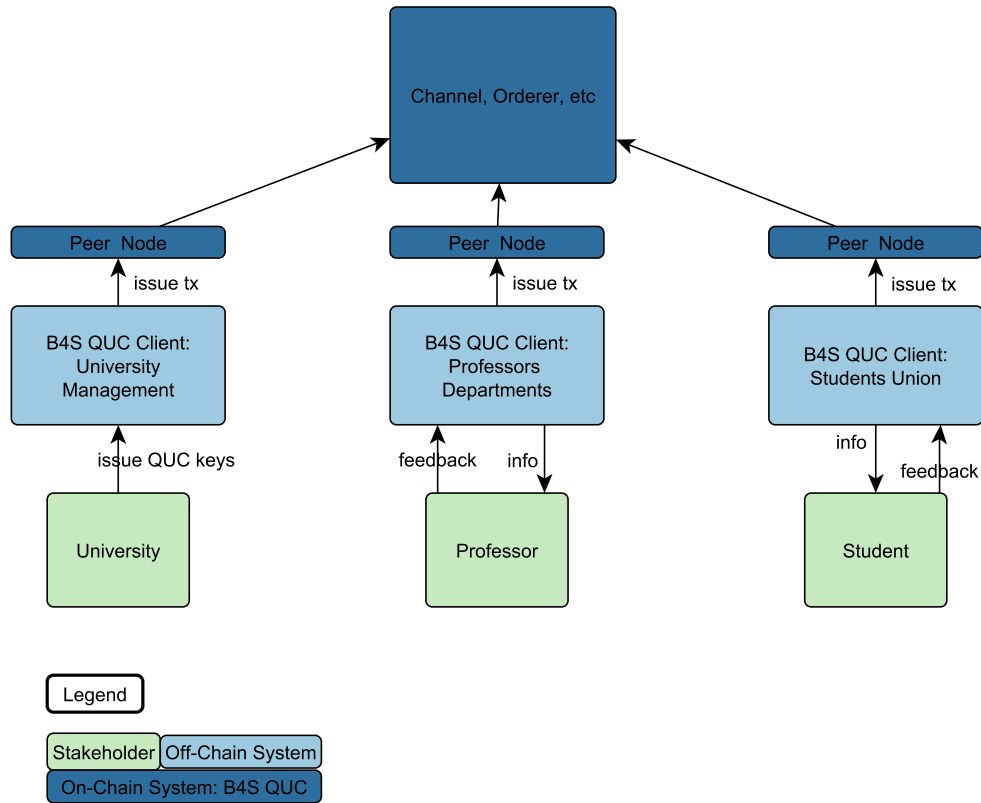 Channel, Orderer, etc
Peer Node
Peer Node
Peer Node
issue tx
issue tx
issue tx
B4S QUC Client:
University
Management
B4S QUC Client:
Professors
Departments
B4S QUC Client:
Students Union
issue QUC keys
feedback
info
info
feedback
University
Professor
Student
Legend
Stakeholder
Off-Chain System
On-Chain System: B4S QUC